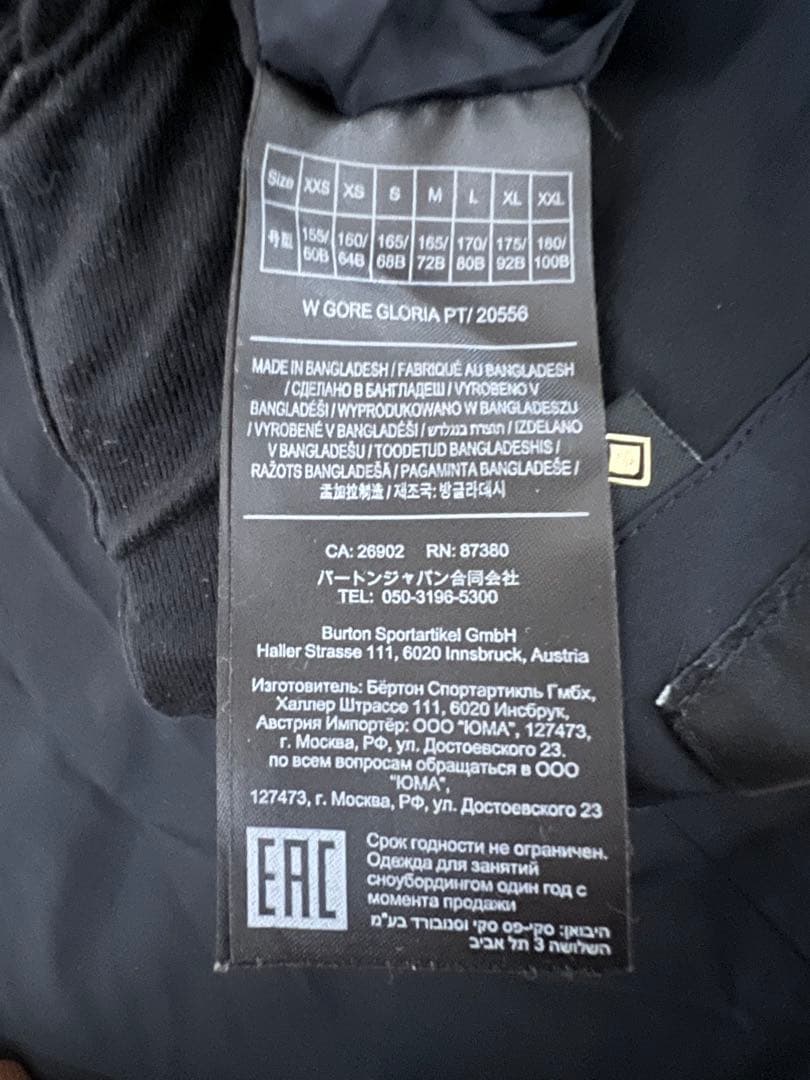 Size XXS XS S M L XL XXL
号型 155/60B 160/64B 165/68B 165/72B 170/80B 175/92B 180/100B
W GORE GLORIA PT/ 20556
MADE IN BANGLADESH / FABRIQUÉ AU BANGLADESH
/ СДЕЛАНО В БАНГЛАДЕШ / VYROBENO V
BANGLADÉŠI / WYPRODUKOWANO W BANGLADESZU
/ VYROBENÉ V BANGLADÉŠI / תוצרת בנגלדש / IZDELANO
V BANGLADEŠU / TOODETUD BANGLADESHIS /
RAŽOTS BANGLADEŠĀ / PAGAMINTA BANGLADEŠE /
孟加拉制造 / 제조국: 방글라데시
CA: 26902 RN: 87380
バートンジャパン合同会社
TEL: 050-3196-5300
Burton Sportartikel GmbH
Haller Strasse 111, 6020 Innsbruck, Austria
Изготовитель: Бёртон Спортартикль Гмбх,
Халлер Штрассе 111, 6020 Инсбрук,
Австрия Импортёр: ООО "ЮМА", 127473,
г. Москва, РФ, ул. Достоевского 23.
по всем вопросам обращаться в ООО
"ЮМА",
127473, г. Москва, РФ, ул. Достоевского 23
EAC
Срок годности не ограничен.
Одежда для занятий
сноубордингом один год с
момента продажи
היבואן: סקי-פס סקי וסנובורד בע"מ
השלושה 3 תל אביב